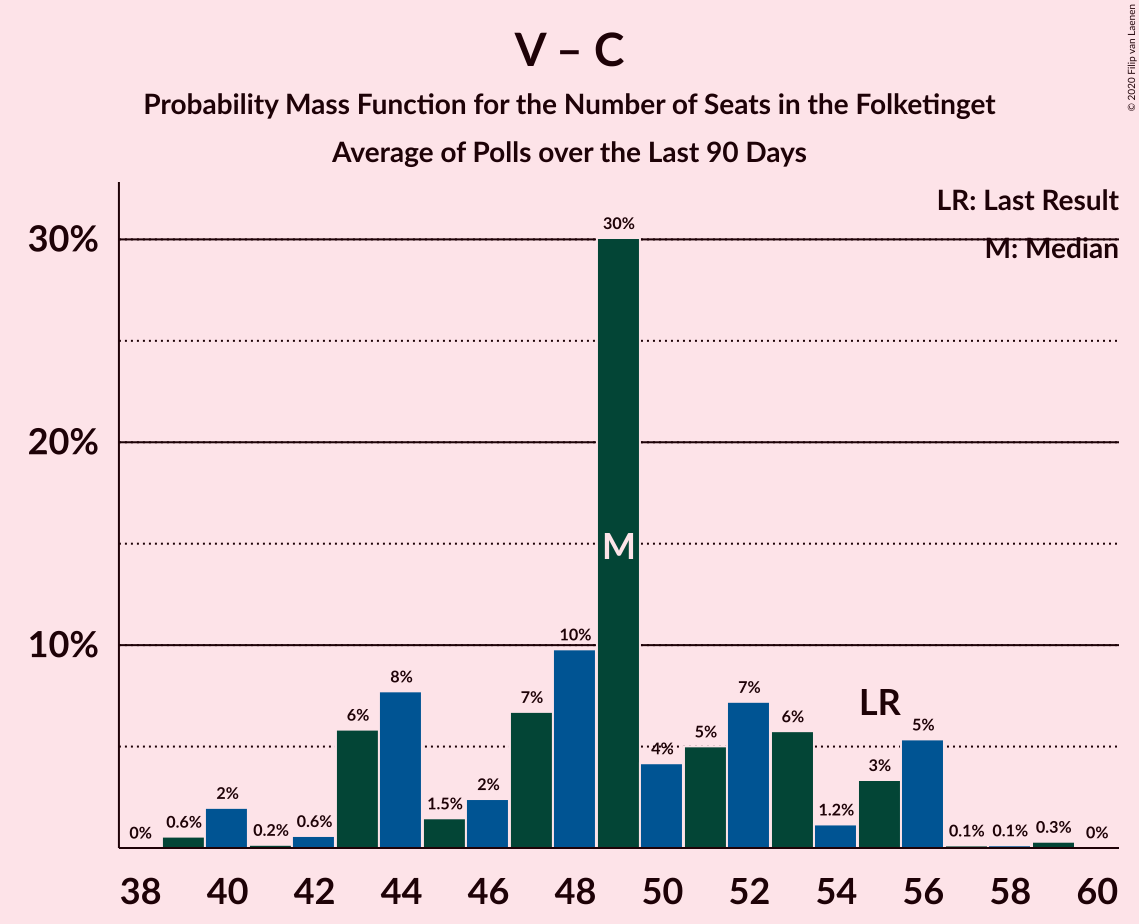 V – C
Probability Mass Function for the Number of Seats in the Folketinget
Average of Polls over the Last 90 Days
© 2020 Filip van Laenen
LR: Last Result
M: Median
30%
20%
10%
0% 0.6% 2% 0.2% 0.6% 6% 8% 1.5% 2% 7% 10% 30% 4% 5% 7% 6% 1.2% 3% 5% 0.1% 0.1% 0.3% 0%
M
LR
38 40 42 44 46 48 50 52 54 56 58 60